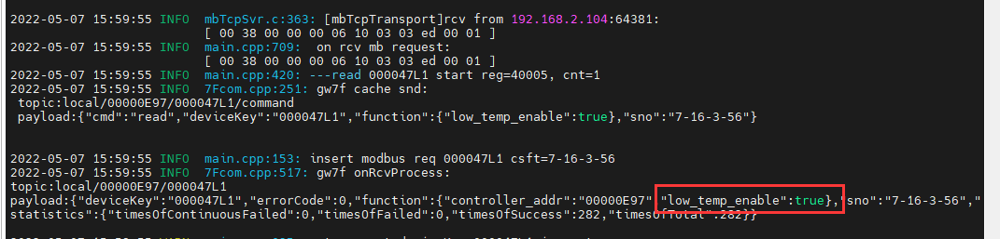 2022-05-07 15:59:55 INFO  mbTcpSvr.c:363: [mbTcpTransport]rcv from 192.168.2.104:64381:
[ 00 38 00 00 00 06 10 03 03 ed 00 01 ]
2022-05-07 15:59:55 INFO  main.cpp:709:  on rcv mb request:
[ 00 38 00 00 00 06 10 03 03 ed 00 01 ]
2022-05-07 15:59:55 INFO  main.cpp:420: ---read 000047L1 start reg=40005, cnt=1
2022-05-07 15:59:55 INFO  7Fcom.cpp:251: gw7f cache snd:
topic:local/00000E97/000047L1/command
payload:{"cmd":"read","deviceKey":"000047L1","function":{"low_temp_enable":true},"sno":"7-16-3-56"}
2022-05-07 15:59:55 INFO  main.cpp:153: insert modbus req 000047L1 csft=7-16-3-56
2022-05-07 15:59:55 INFO  7Fcom.cpp:517: gw7f onRcvProcess:
topic:local/00000E97/000047L1
payload:{"deviceKey":"000047L1","errorCode":0,"function":{"controller_addr":"00000E97","low_temp_enable":true},"sno":"7-16-3-56","
statistics":{"timesOfContinuousFailed":0,"timesOfFailed":0,"timesOfSuccess":282,"timesOfTotal":282}}